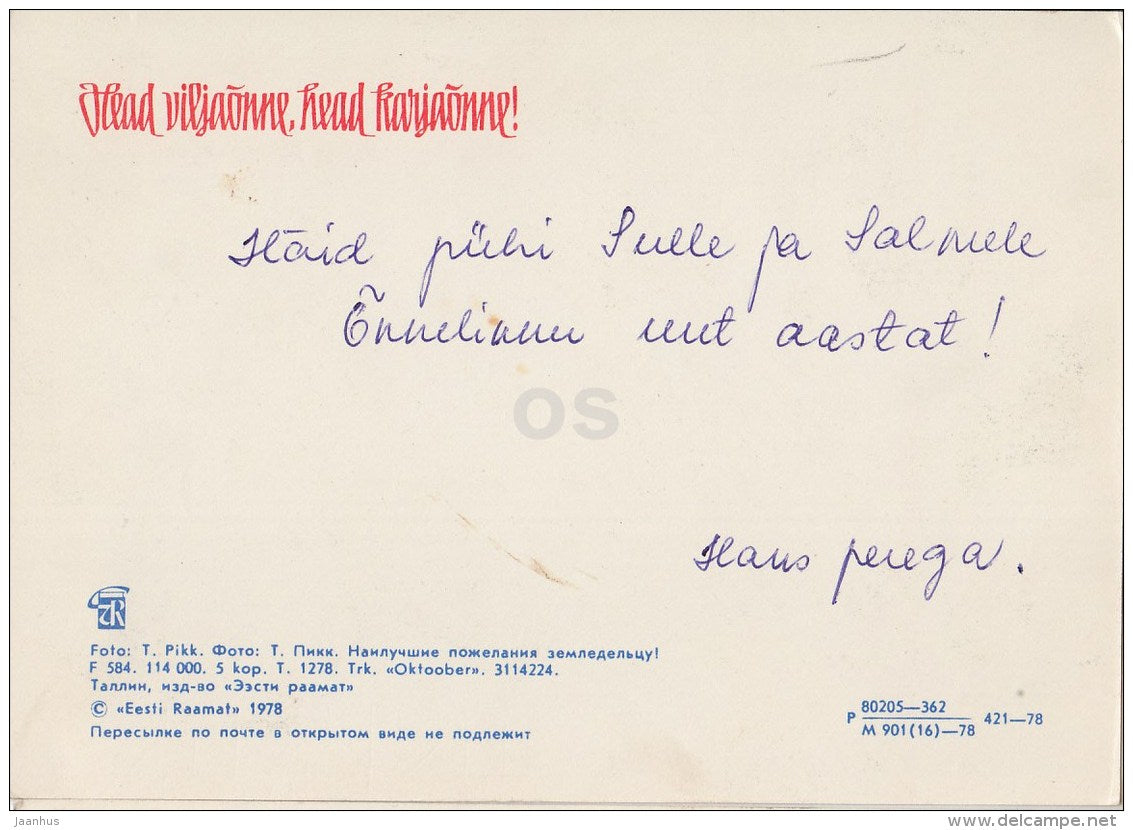 Head viljaõnne, head karjaõnne!
Häid pühi Sulle ja Salmele
Õnnelikku uut aastat!
os
Hans perega.
ER
Foto: T. Pikk. Фото: Т. Пикк. Наилучшие пожелания земледельцу!
F 584. 114 000. 5 kop. T. 1278. Trk. «Oktoober». 3114224.
Таллин, изд-во «Ээсти раамат»
© «Eesti Raamat» 1978
Пересылке по почте в открытом виде не подлежит
Р 80205—362 421—78
М 901(16)—78
Jaanhus
delcampe.net